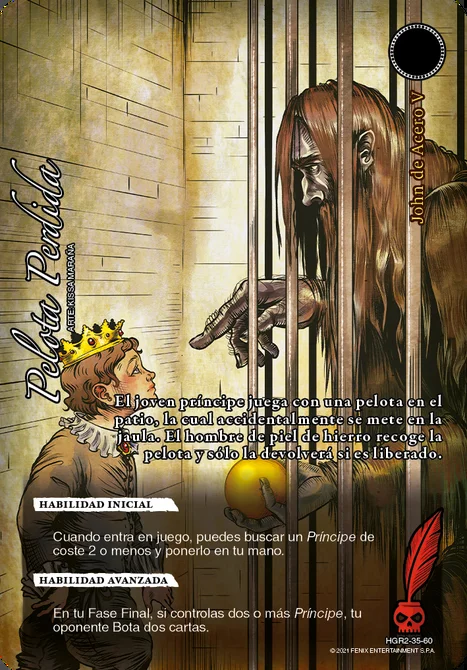 Pelota Perdida
ARTE: KISSA MARAÑA
John de Acero V
El joven príncipe juega con una pelota en el
patio, la cual accidentalmente se mete en la
jaula. El hombre de piel de hierro recoge la
pelota y sólo la devolverá si es liberado.
HABILIDAD INICIAL
Cuando entra en juego, puedes buscar un Príncipe de
coste 2 o menos y ponerlo en tu mano.
HABILIDAD AVANZADA
En tu Fase Final, si controlas dos o más Príncipe, tu
oponente Bota dos cartas.
HGR2-35-60
© 2021 FENIX ENTERTAINMENT S.P.A.